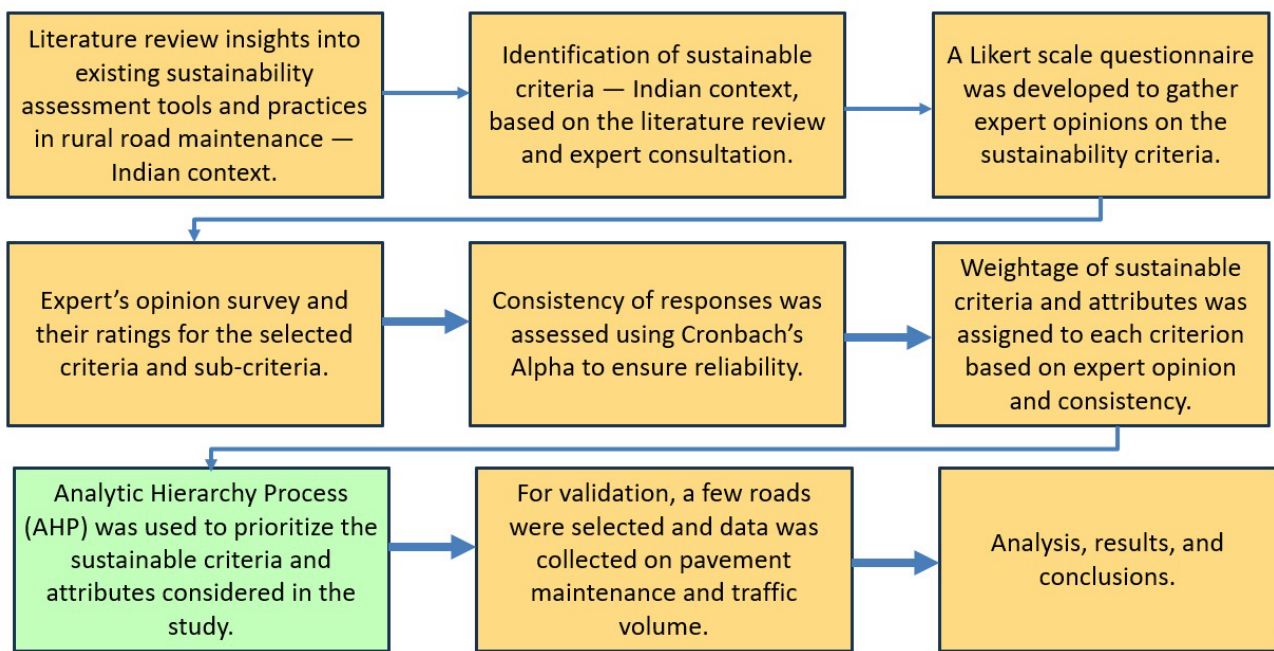 Literature review insights into
existing sustainability
assessment tools and practices
in rural road maintenance —
Indian context.
Identification of sustainable
criteria — Indian context,
based on the literature review
and expert consultation.
A Likert scale questionnaire
was developed to gather
expert opinions on the
sustainability criteria.
Expert’s opinion survey and
their ratings for the selected
criteria and sub-criteria.
Consistency of responses was
assessed using Cronbach’s
Alpha to ensure reliability.
Weightage of sustainable
criteria and attributes was
assigned to each criterion
based on expert opinion
and consistency.
Analytic Hierarchy Process
(AHP) was used to prioritize the
sustainable criteria and
attributes considered in the
study.
For validation, a few roads
were selected and data was
collected on pavement
maintenance and traffic
volume.
Analysis, results, and
conclusions.